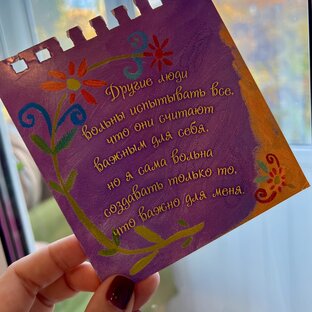 Другие люди
вольны испытывать все,
что они считают
важным для себя,
но я сама вольна
создавать только то,
что важно для меня.